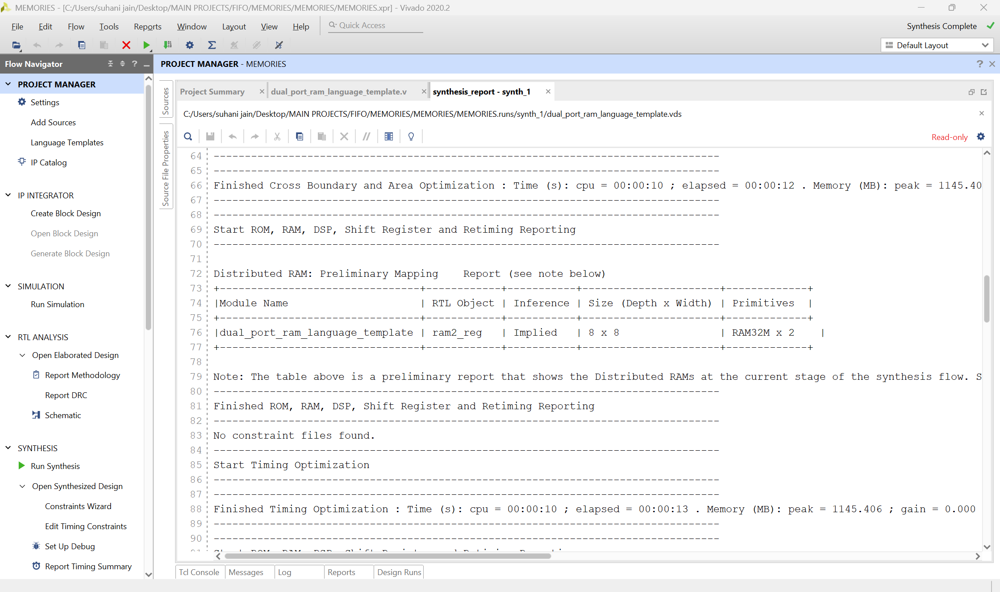 MEMORIES - [C:/Users/suhani jain/Desktop/MAIN PROJECTS/FIFO/MEMORIES/MEMORIES/MEMORIES.xpr] - Vivado 2020.2
File Edit Flow Tools Reports Window Layout View Help Quick Access Synthesis Complete
Default Layout
Flow Navigator ? PROJECT MANAGER - MEMORIES ?
PROJECT MANAGER
Settings
Add Sources
Language Templates
IP Catalog
IP INTEGRATOR
Create Block Design
Open Block Design
Generate Block Design
SIMULATION
Run Simulation
RTL ANALYSIS
Open Elaborated Design
Report Methodology
Report DRC
Schematic
SYNTHESIS
Run Synthesis
Open Synthesized Design
Constraints Wizard
Edit Timing Constraints
Set Up Debug
Report Timing Summary
Sources
Source File Properties
Project Summary dual_port_ram_language_template.v synthesis_report - synth_1
C:/Users/suhani jain/Desktop/MAIN PROJECTS/FIFO/MEMORIES/MEMORIES/MEMORIES.runs/synth_1/dual_port_ram_language_template.vds
Read-only
64 ---------------------------------------------------------------------------------
65 ---------------------------------------------------------------------------------
66 Finished Cross Boundary and Area Optimization : Time (s): cpu = 00:00:10 ; elapsed = 00:00:12 . Memory (MB): peak = 1145.40
67 ---------------------------------------------------------------------------------
68 ---------------------------------------------------------------------------------
69 Start ROM, RAM, DSP, Shift Register and Retiming Reporting
70 ---------------------------------------------------------------------------------
71
72 Distributed RAM: Preliminary Mapping    Report (see note below)
73 +--------------------------------+------------+-----------+----------------------+-------------+
74 |Module Name                     | RTL Object | Inference | Size (Depth x Width) | Primitives  |
75 +--------------------------------+------------+-----------+----------------------+-------------+
76 |dual_port_ram_language_template | ram2_reg   | Implied   | 8 x 8                | RAM32M x 2    |
77 +--------------------------------+------------+-----------+----------------------+-------------+
78
79 Note: The table above is a preliminary report that shows the Distributed RAMs at the current stage of the synthesis flow. S
80 ---------------------------------------------------------------------------------
81 Finished ROM, RAM, DSP, Shift Register and Retiming Reporting
82 ---------------------------------------------------------------------------------
83 No constraint files found.
84 ---------------------------------------------------------------------------------
85 Start Timing Optimization
86 ---------------------------------------------------------------------------------
87 ---------------------------------------------------------------------------------
88 Finished Timing Optimization : Time (s): cpu = 00:00:10 ; elapsed = 00:00:13 . Memory (MB): peak = 1145.406 ; gain = 0.000
89 ---------------------------------------------------------------------------------
90 ---------------------------------------------------------------------------------
Tcl Console Messages Log Reports Design Runs